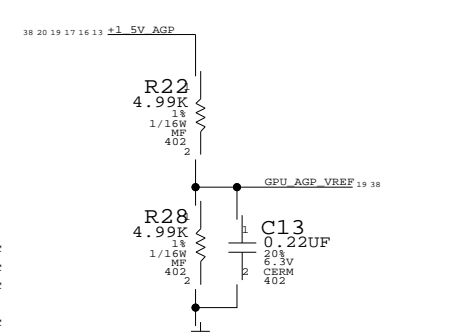 38 20 19 17 16 13 +1_5V_AGP
R22
1
4.99K
1%
1/16W
MF
402
2
GPU_AGP_VREF 19 38
R28
1
4.99K
1%
1/16W
MF
402
2
C13
1
0.22UF
20%
6.3V
2 CERM
402